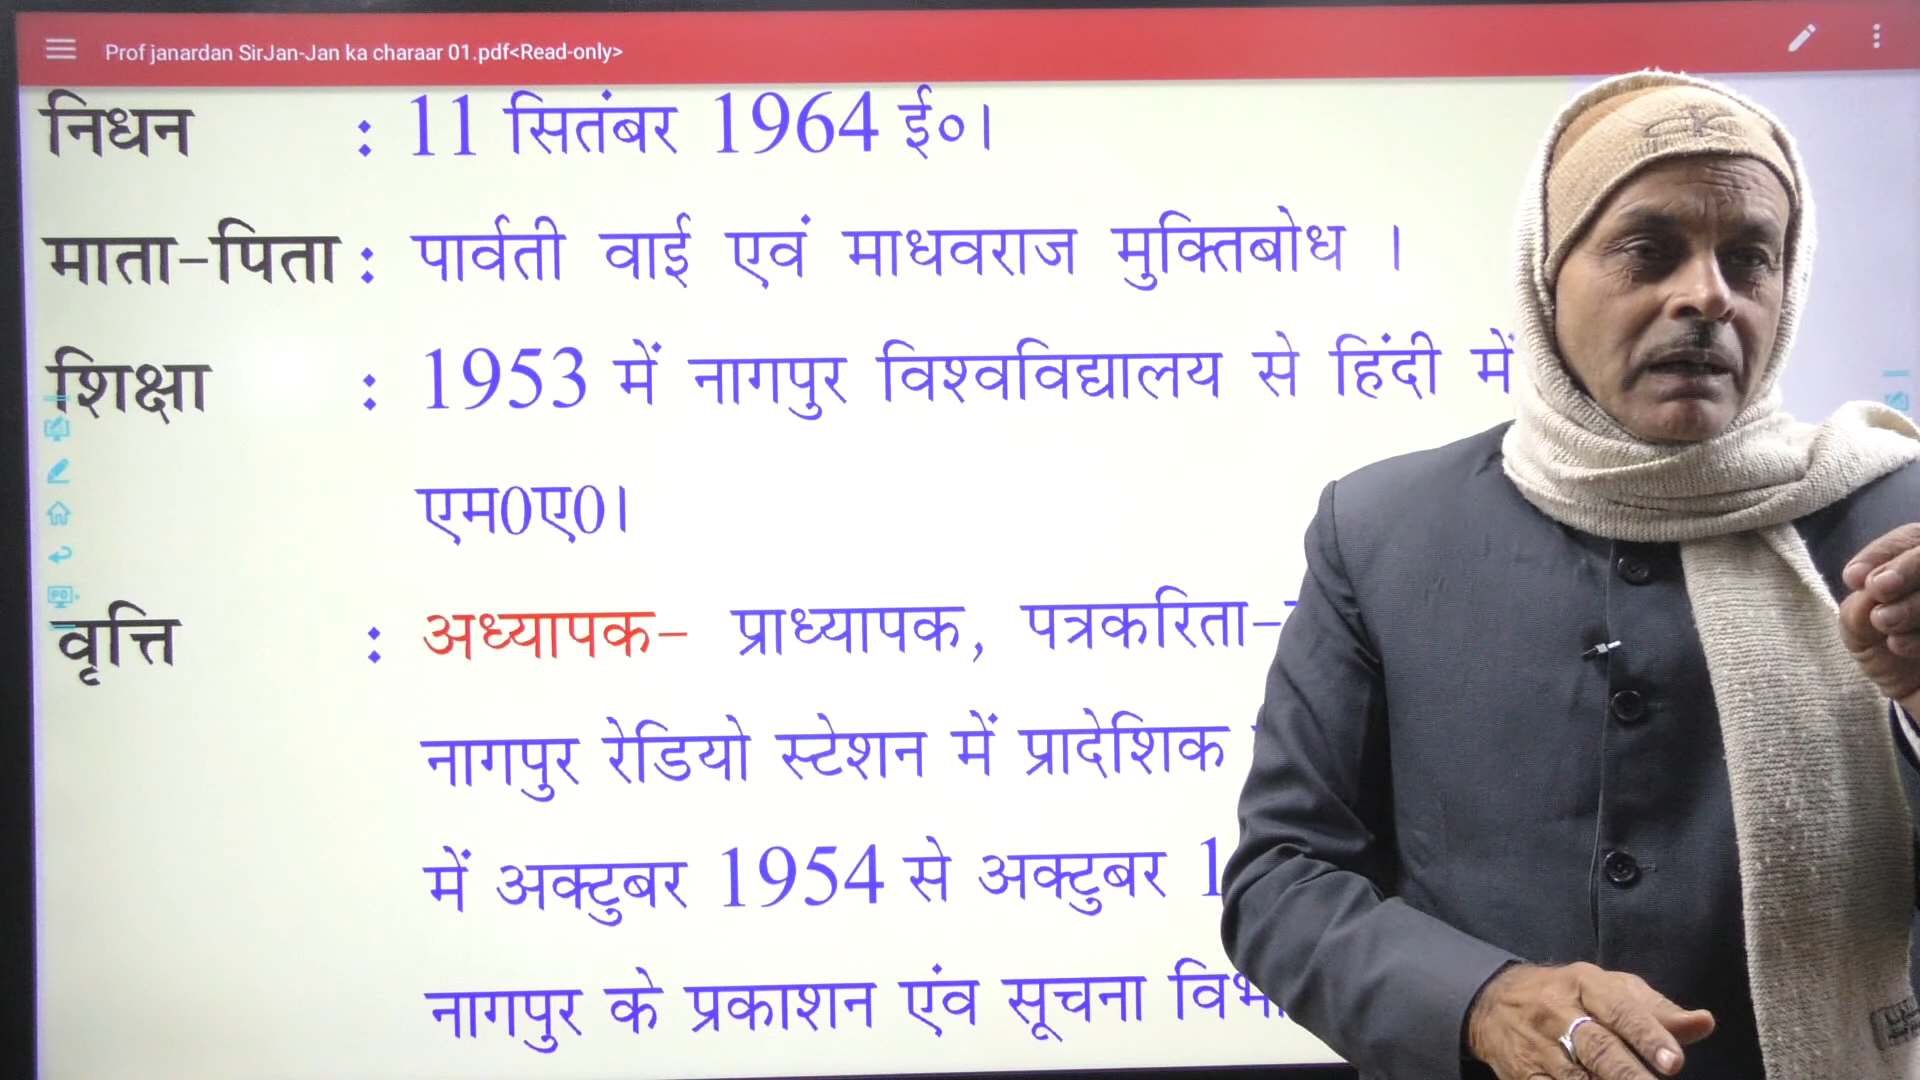 Prof janardan SirJan-Jan ka charaar 01.pdf<Read-only>
निधन : 11 सितंबर 1964 ई०।
माता-पिता : पार्वती वाई एवं माधवराज मुक्तिबोध ।
शिक्षा : 1953 में नागपुर विश्वविद्यालय से हिंदी में
एम0ए0।
वृत्ति : अध्यापक- प्राध्यापक, पत्रकरिता-
नागपुर रेडियो स्टेशन में प्रादेशिक
में अक्टुबर 1954 से अक्टुबर 1
नागपुर के प्रकाशन एंव सूचना